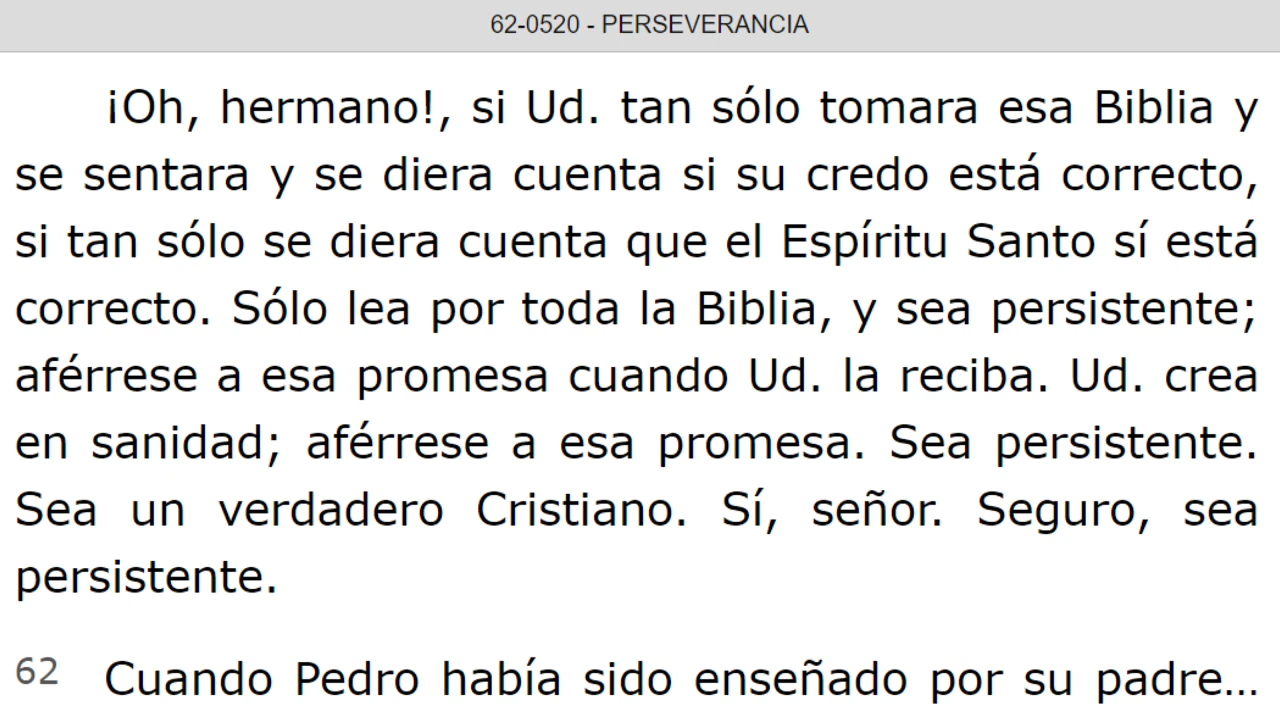 62-0520 - PERSEVERANCIA
¡Oh, hermano!, si Ud. tan sólo tomara esa Biblia y
se sentara y se diera cuenta si su credo está correcto,
si tan sólo se diera cuenta que el Espíritu Santo sí está
correcto. Sólo lea por toda la Biblia, y sea persistente;
aférrese a esa promesa cuando Ud. la reciba. Ud. crea
en sanidad; aférrese a esa promesa. Sea persistente.
Sea un verdadero Cristiano. Sí, señor. Seguro, sea
persistente.
62 Cuando Pedro había sido enseñado por su padre...